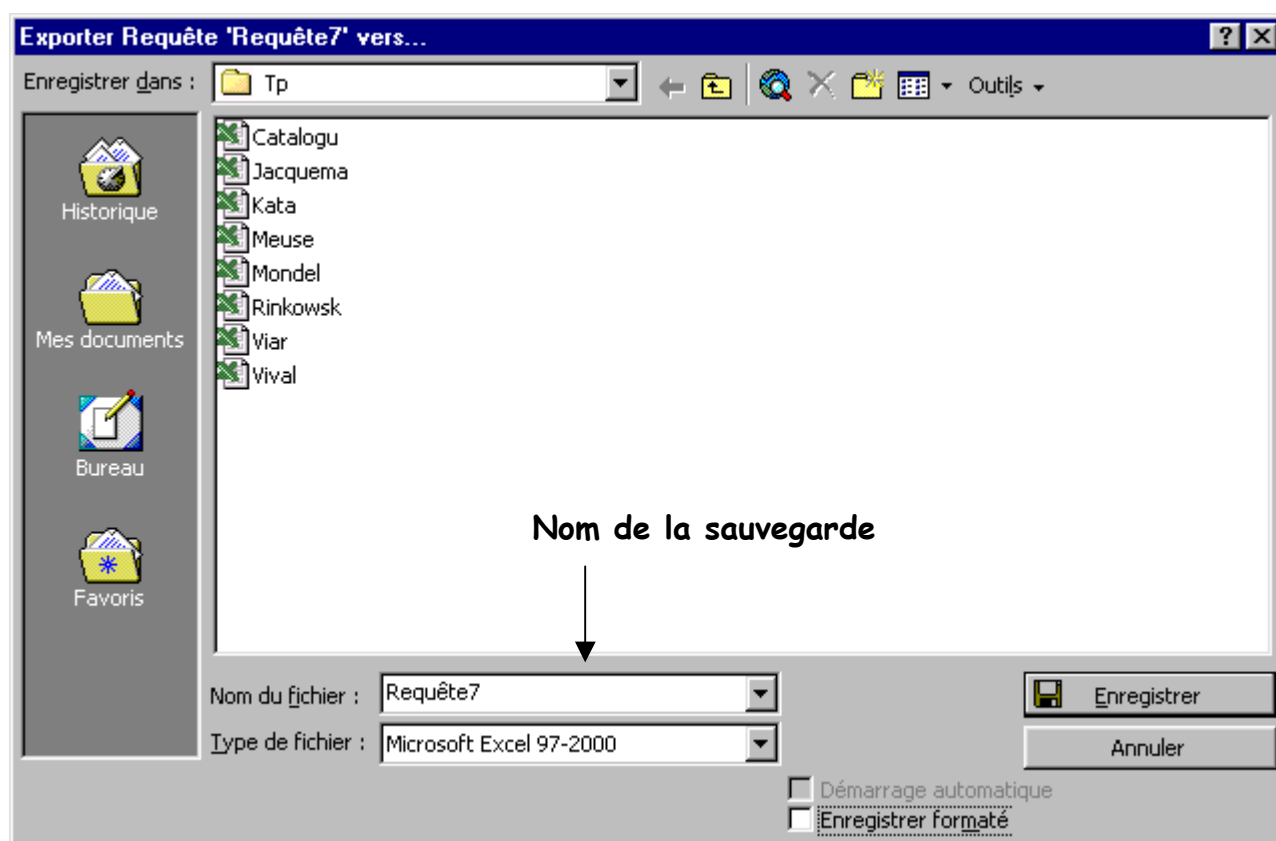 Exporter Requête 'Requête7' vers...
Enregistrer dans :
Tp
Outils
Historique
Mes documents
Bureau
Favoris
Catalogu
Jacquema
Kata
Meuse
Mondel
Rinkowsk
Viar
Vival
Nom de la sauvegarde
Nom du fichier :
Requête7
Enregistrer
Type de fichier :
Microsoft Excel 97-2000
Annuler
Démarrage automatique
Enregistrer formaté